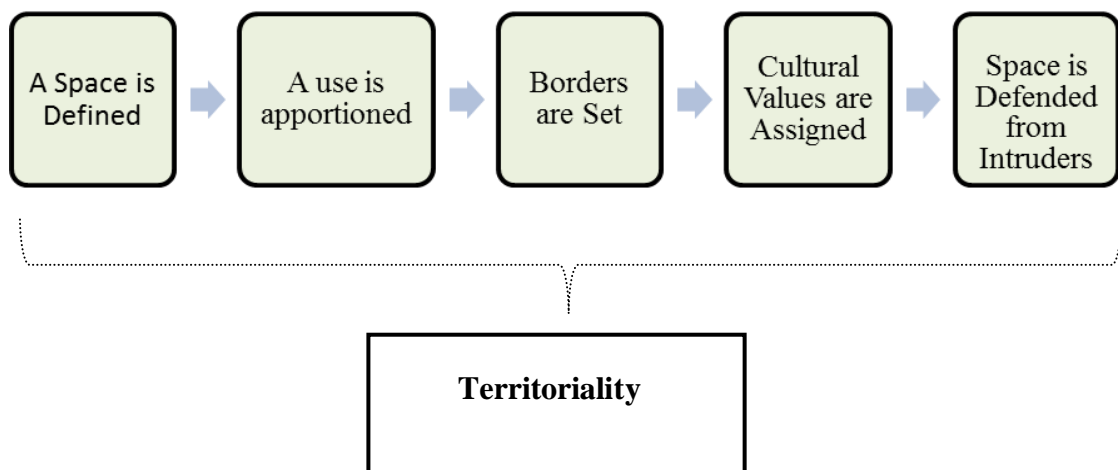 A Space is
Defined
A use is
apportioned
Borders
are Set
Cultural
Values are
Assigned
Space is
Defended
from
Intruders
Territoriality